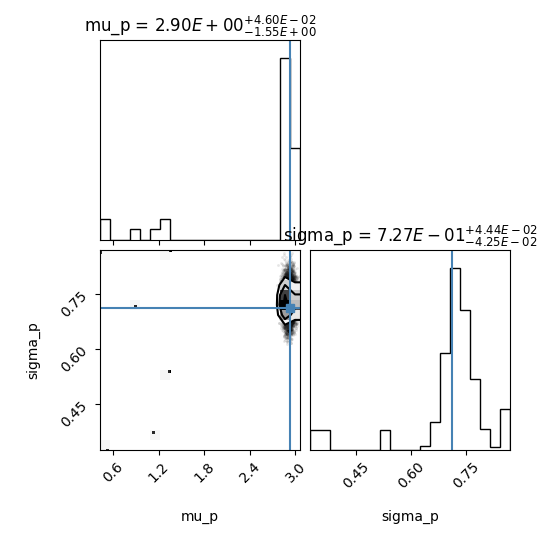 mu_p = 2.90E + 00 +4.60E−02 −1.55E+00
sigma_p = 7.27E − 01 +4.44E−02 −4.25E−02
sigma_p
0.75
0.60
0.45
0.6 1.2 1.8 2.4 3.0
0.45 0.60 0.75
mu_p
sigma_p